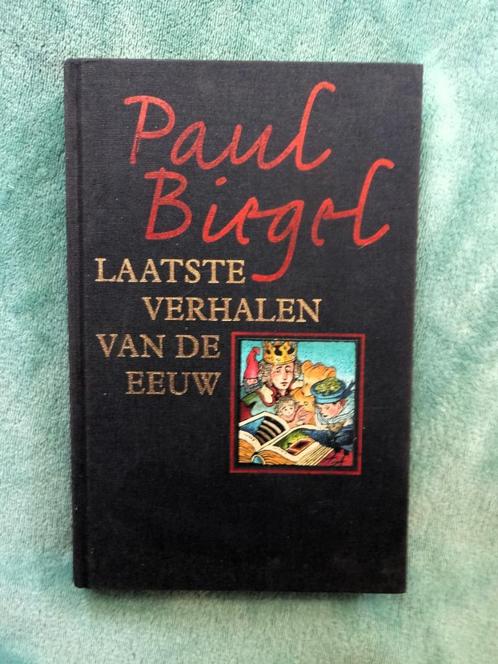 Paul
Biegel
LAATSTE
VERHALEN
VAN DE
EEUW